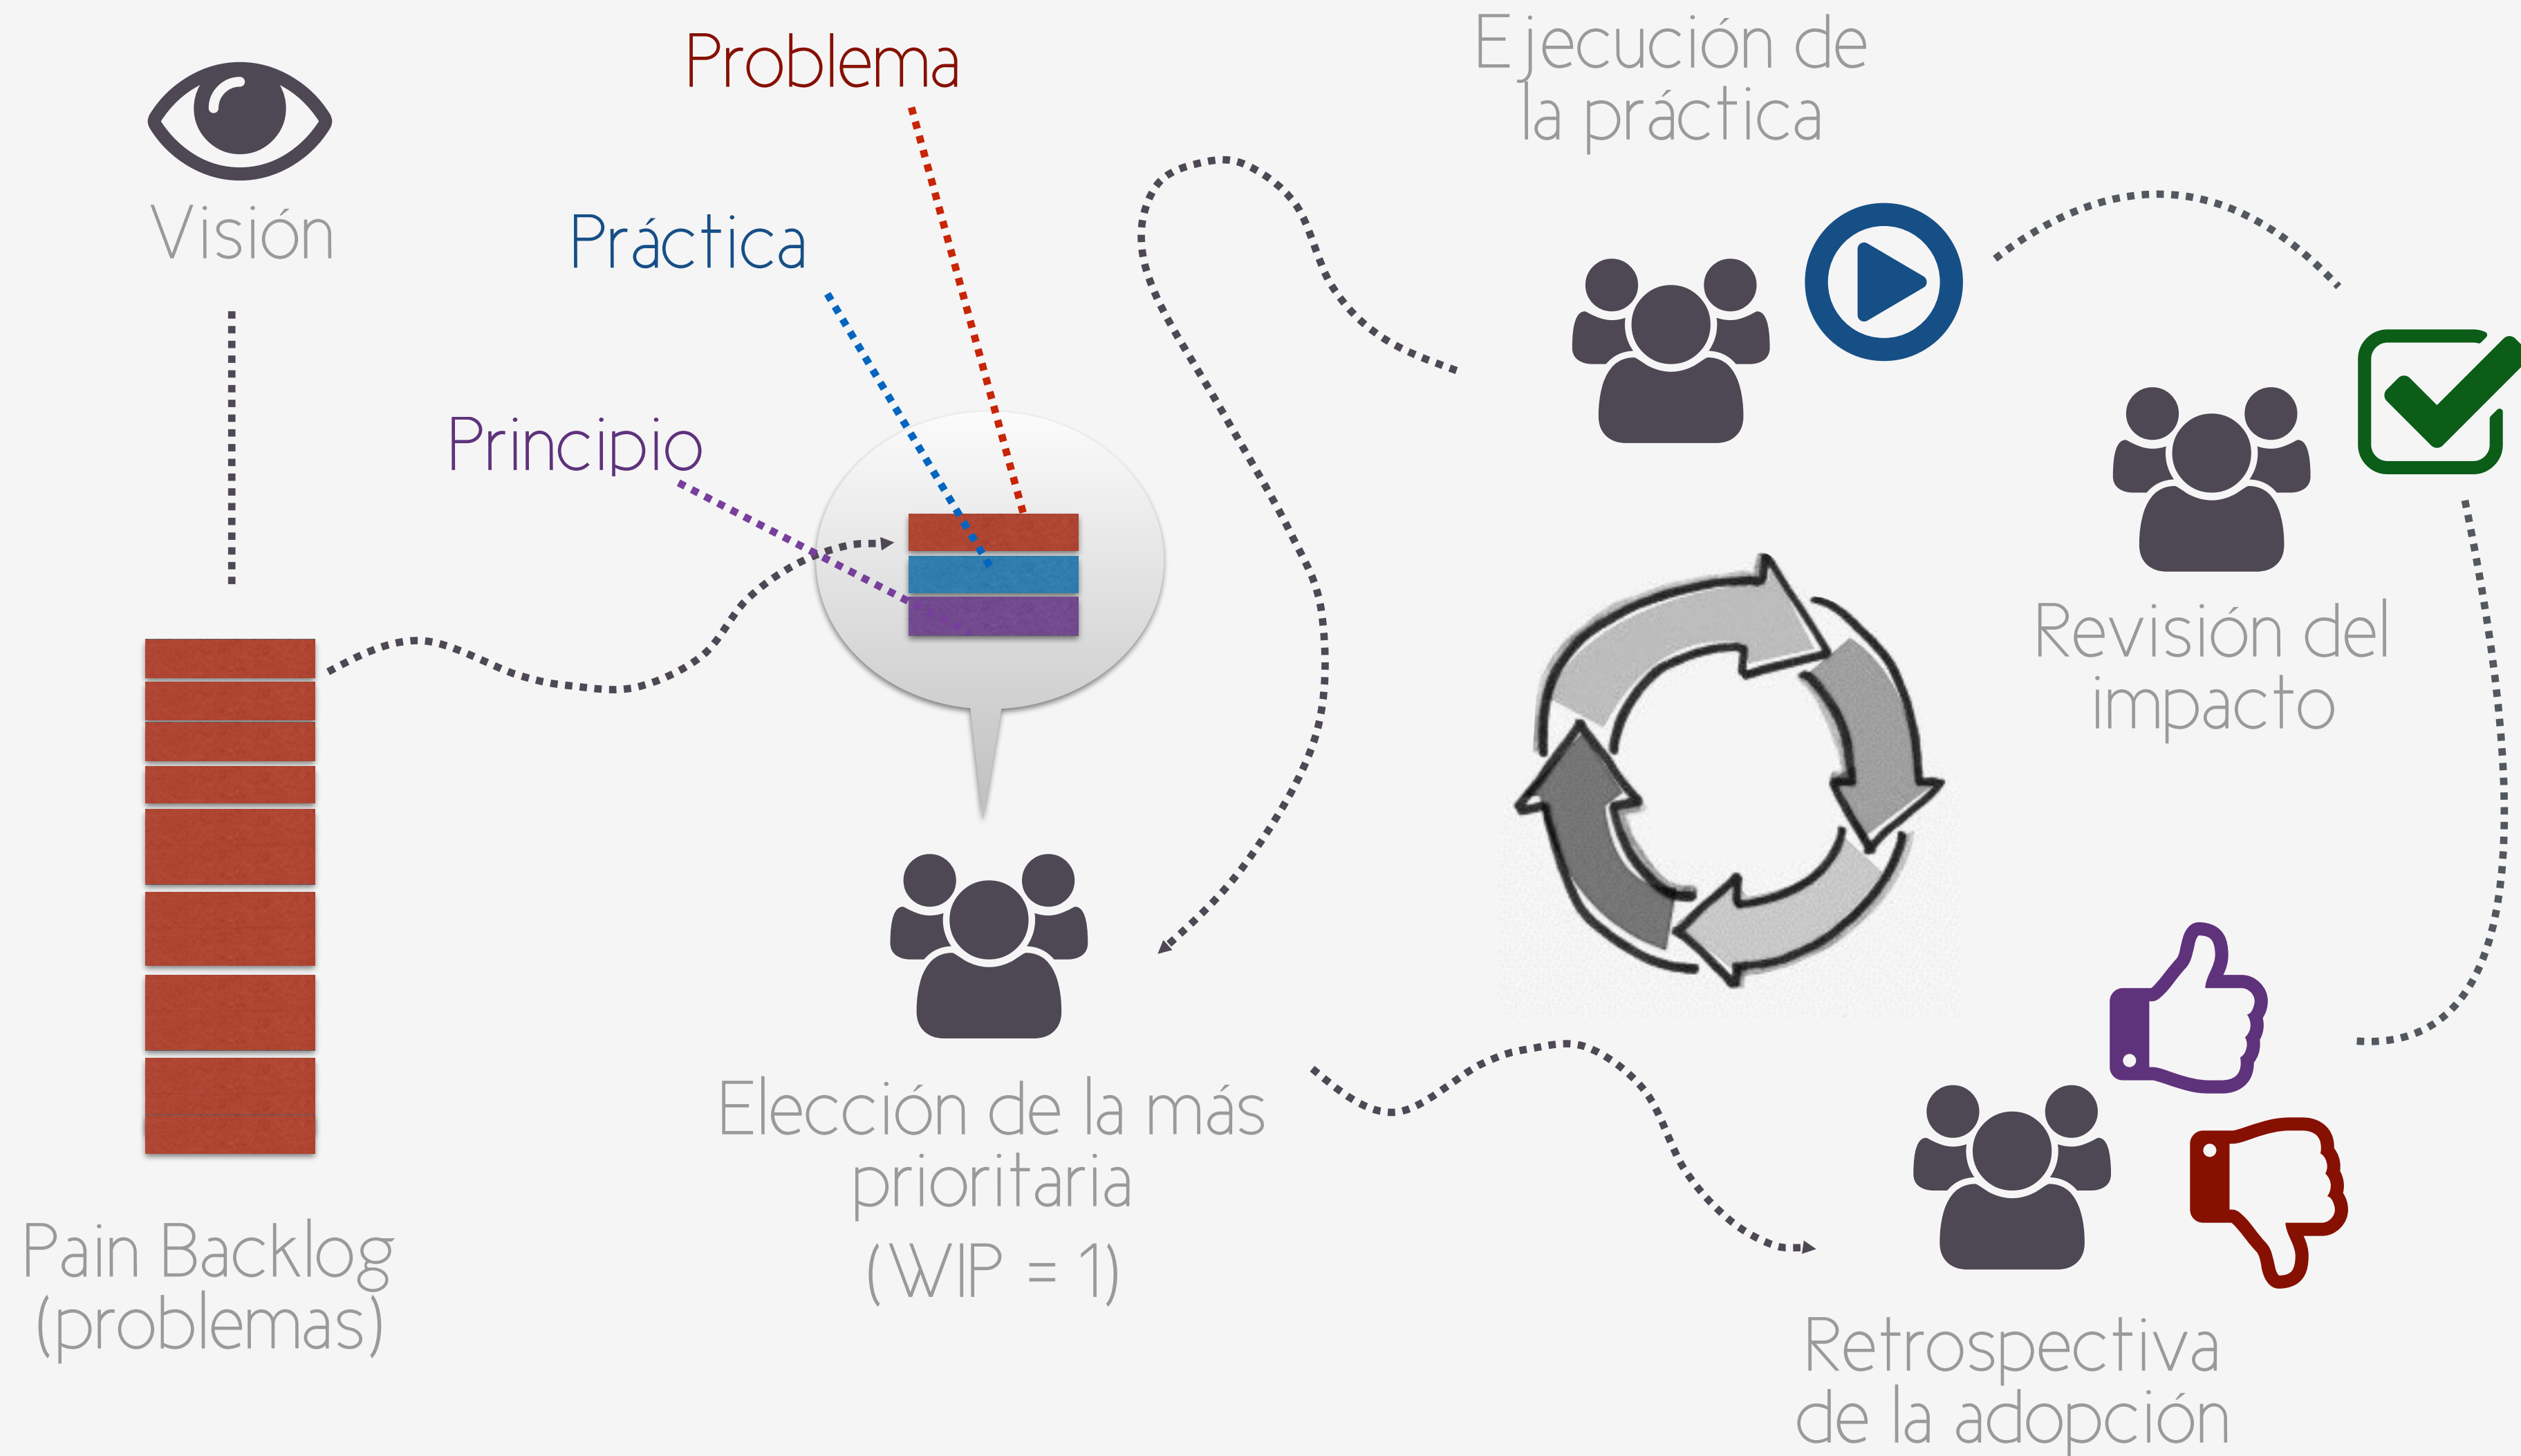 Visión
Pain Backlog
(problemas)
Problema
Práctica
Principio
Elección de la más
prioritaria
(WIP = 1)
Ejecución de
la práctica
Revisión del
impacto
Retrospectiva
de la adopción